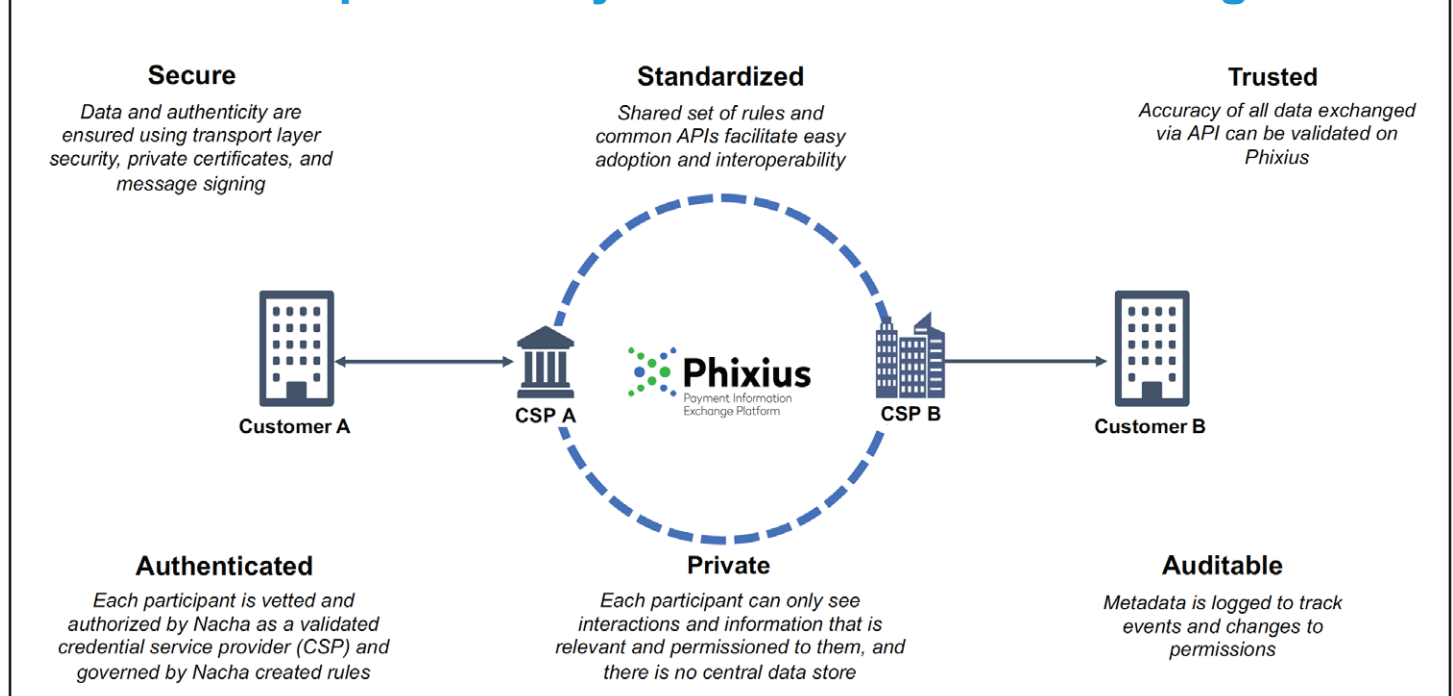 Secure
Data and authenticity are
ensured using transport layer
security, private certificates, and
message signing
Standardized
Shared set of rules and
common APIs facilitate easy
adoption and interoperability
Trusted
Accuracy of all data exchanged
via API can be validated on
Phixius
Customer A
CSP A
Phixius
Payment Information
Exchange Platform
CSP B
Customer B
Authenticated
Each participant is vetted and
authorized by Nacha as a validated
credential service provider (CSP) and
governed by Nacha created rules
Private
Each participant can only see
interactions and information that is
relevant and permissioned to them, and
there is no central data store
Auditable
Metadata is logged to track
events and changes to
permissions